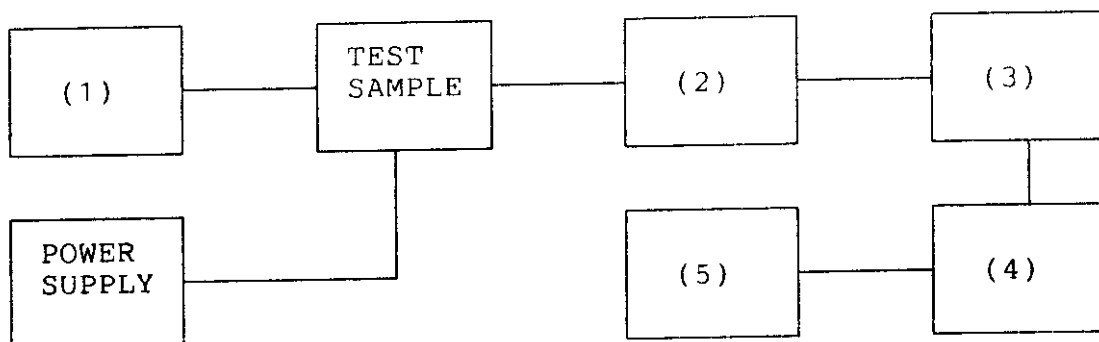 (1)
TEST
SAMPLE
(2)
(3)
POWER
SUPPLY
(5)
(4)